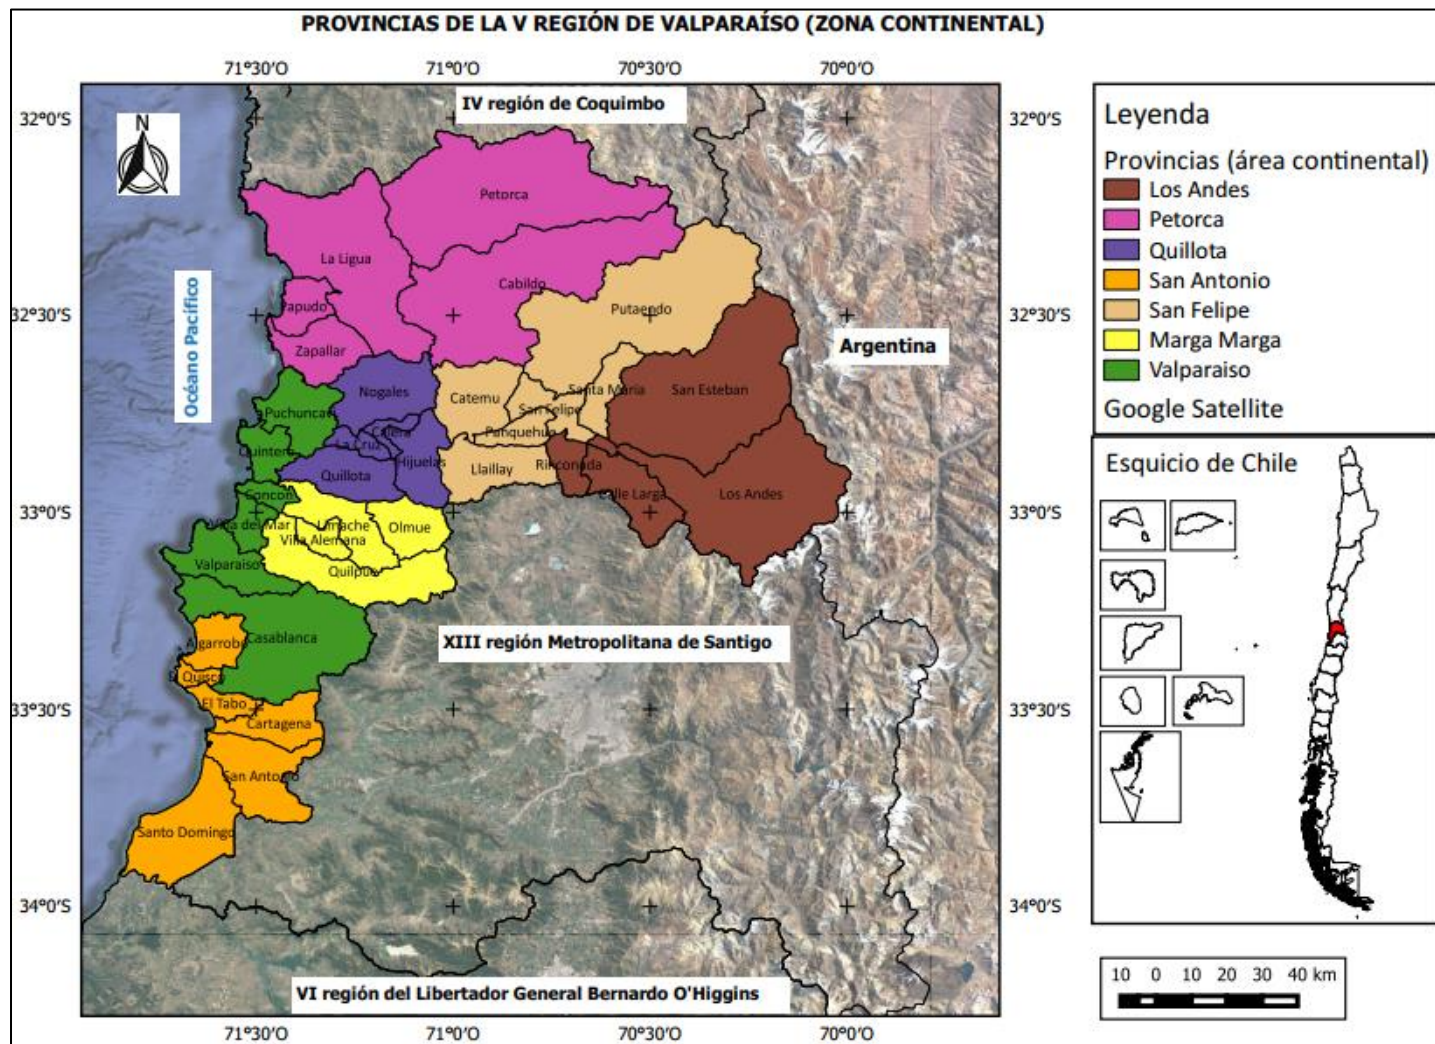 PROVINCIAS DE LA V REGIÓN DE VALPARAÍSO (ZONA CONTINENTAL)
71°30'O 71°0'O 70°30'O 70°0'O
IV región de Coquimbo
32°0'S 32°0'S
N
Petorca
La Ligua
Cabildo
Papudo
Putaendo
32°30'S 32°30'S
Océano Pacífico
Zapallar
Argentina
Nogales
Catemu
Santa Maria
San Esteban
San Felipe
Puchuncavi
Calera
Panquehue
La Cruz
Quintero
Hijuelas
Quillota
Llaillay
Rinconada
Calle Larga
Los Andes
Concon
33°0'S 33°0'S
Viña del Mar
Limache
Olmue
Villa Alemana
Valparaiso
Quilpue
Casablanca
Algarrobo
XIII región Metropolitana de Santigo
El Quisco
El Tabo
33°30'S 33°30'S
Cartagena
San Antonio
Santo Domingo
34°0'S 34°0'S
VI región del Libertador General Bernardo O'Higgins
71°30'O 71°0'O 70°30'O 70°0'O
Leyenda
Provincias (área continental)
Los Andes
Petorca
Quillota
San Antonio
San Felipe
Marga Marga
Valparaiso
Google Satellite
Esquicio de Chile
10 0 10 20 30 40 km